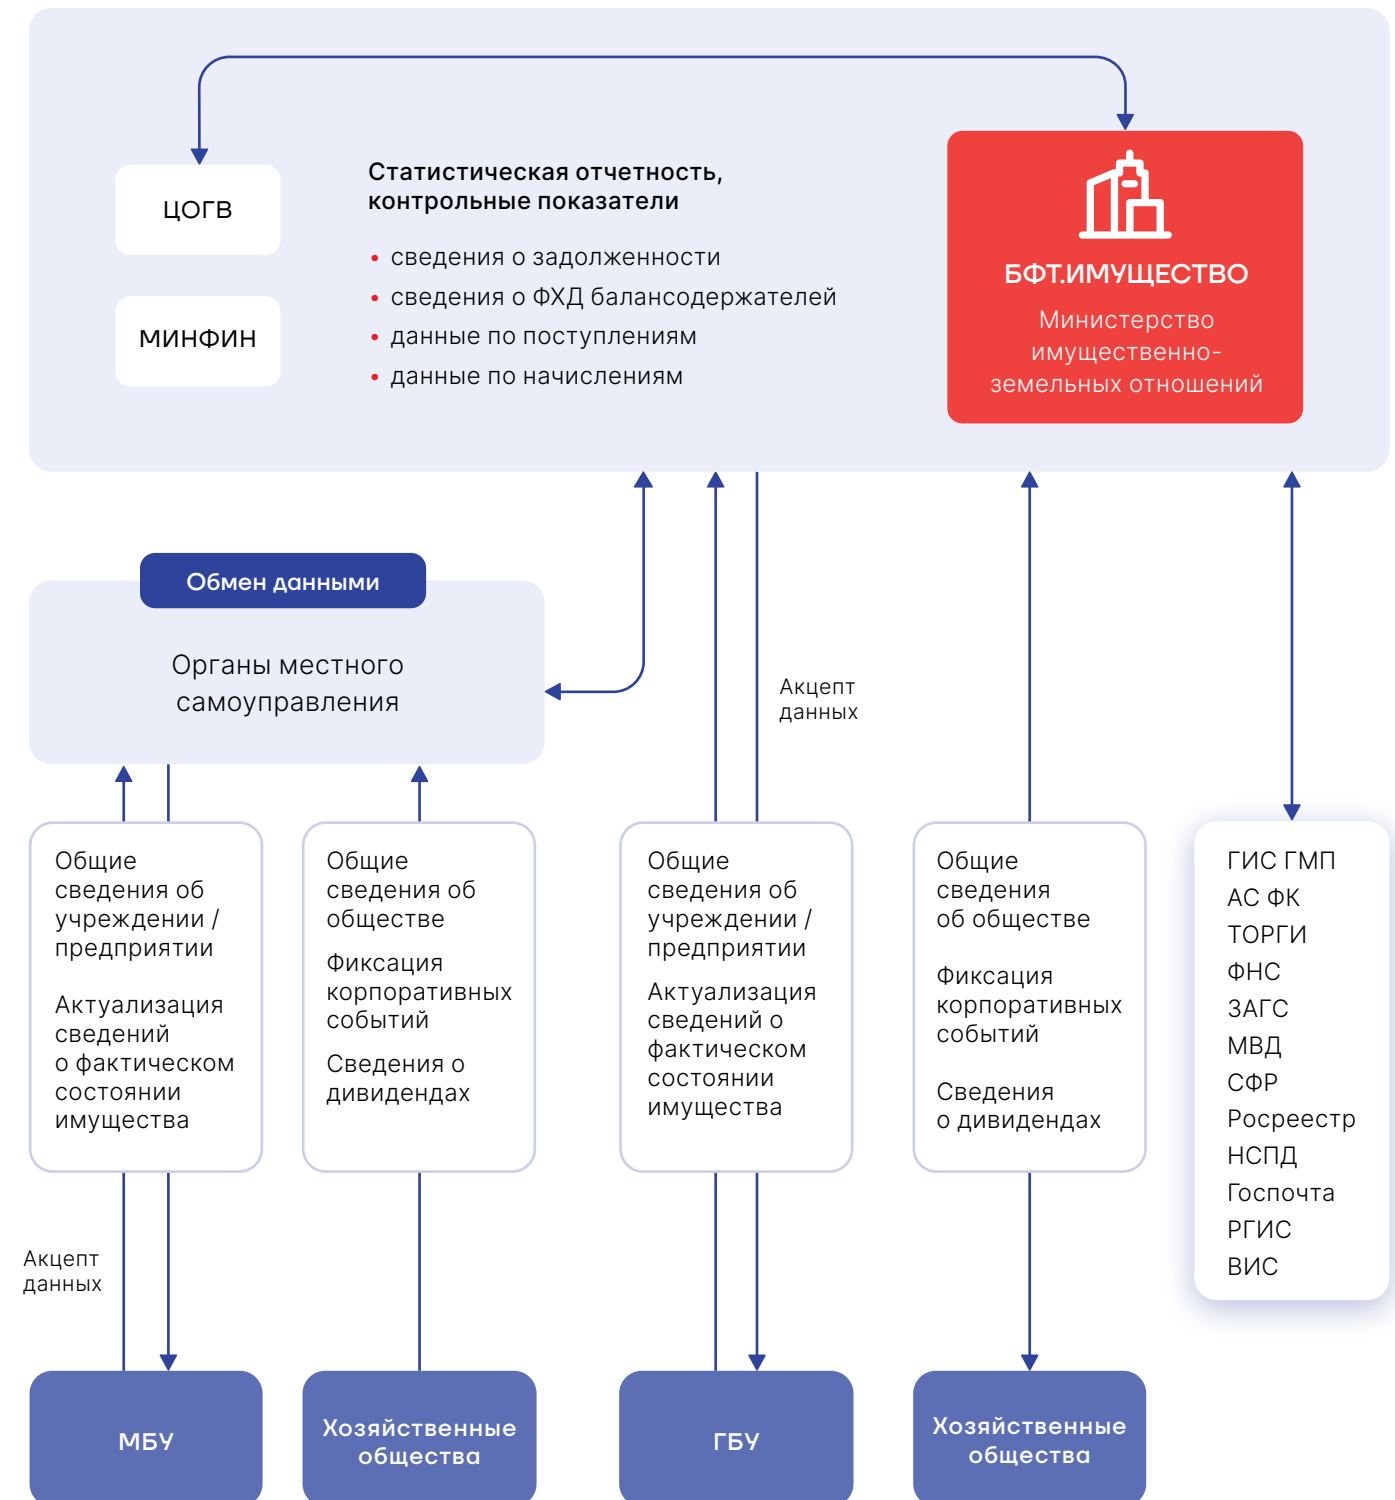 ЦОГВ
МИНФИН
Статистическая отчетность,
контрольные показатели
• сведения о задолженности
• сведения о ФХД балансодержателей
• данные по поступлениям
• данные по начислениям
БФТ.ИМУЩЕСТВО
Министерство
имущественно-
земельных отношений
Обмен данными
Органы местного
самоуправления
Акцепт
данных
Общие
сведения об
учреждении /
предприятии
Актуализация
сведений
о фактическом
состоянии
имущества
Общие
сведения об
обществе
Фиксация
корпоративных
событий
Сведения о
дивидендах
Общие
сведения об
учреждении /
предприятии
Актуализация
сведений о
фактическом
состоянии
имущества
Общие
сведения
об обществе
Фиксация
корпоративных
событий
Сведения
о дивидендах
ГИС ГМП
АС ФК
ТОРГИ
ФНС
ЗАГС
МВД
СФР
Росреестр
НСПД
Госпочта
РГИС
ВИС
Акцепт
данных
МБУ
Хозяйственные
общества
ГБУ
Хозяйственные
общества